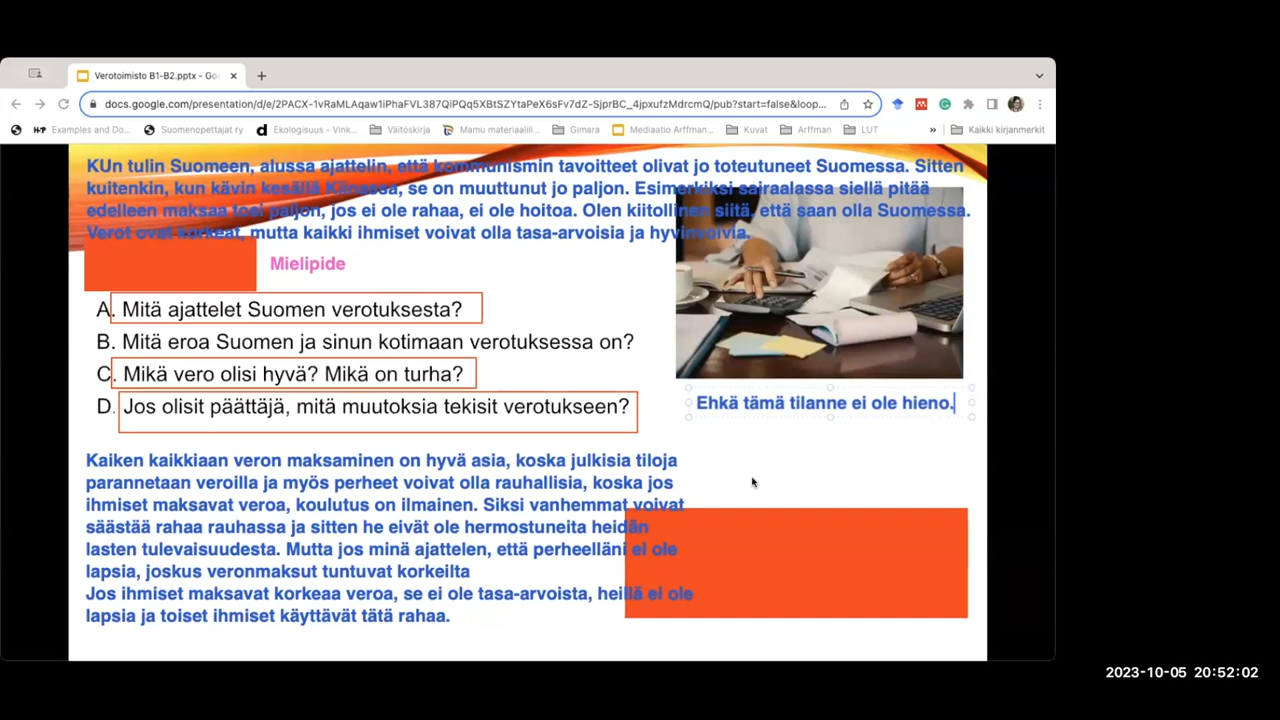 Verotoimisto B1-B2.pptx - Goo
docs.google.com/presentation/d/e/2PACX-1vRaMLAqaw1iPhaFVL387QiPQq5XBtSZYtaPeX6sFv7dZ-SjprBC_4jpxufzMdrcmQ/pub?start=false&loop...
Examples and Do... Suomenopettajat ry Ekologisuus - Vink... Väitöskirja Mamu materiaalil... Gimara Mediaatio Arffman... Kuvat Arffman LUT » Kaikki kirjanmerkit
KUn tulin Suomeen, alussa ajattelin, että kommunismin tavoitteet olivat jo toteutuneet Suomessa. Sitten
kuitenkin, kun kävin kesällä Kiinassa, se on muuttunut jo paljon. Esimerkiksi sairaalassa siellä pitää
edelleen maksaa tosi paljon, jos ei ole rahaa, ei ole hoitoa. Olen kiitollinen siitä, että saan olla Suomessa.
Verot ovat korkeat, mutta kaikki ihmiset voivat olla tasa-arvoisia ja hyvinvoivia.
Mielipide
A. Mitä ajattelet Suomen verotuksesta?
B. Mitä eroa Suomen ja sinun kotimaan verotuksessa on?
C. Mikä vero olisi hyvä? Mikä on turha?
D. Jos olisit päättäjä, mitä muutoksia tekisit verotukseen?
Ehkä tämä tilanne ei ole hieno.
Kaiken kaikkiaan veron maksaminen on hyvä asia, koska julkisia tiloja
parannetaan veroilla ja myös perheet voivat olla rauhallisia, koska jos
ihmiset maksavat veroa, koulutus on ilmainen. Siksi vanhemmat voivat
säästää rahaa rauhassa ja sitten he eivät ole hermostuneita heidän
lasten tulevaisuudesta. Mutta jos minä ajattelen, että perheelläni ei ole
lapsia, joskus veronmaksut tuntuvat korkeilta
Jos ihmiset maksavat korkeaa veroa, se ei ole tasa-arvoista, heillä ei ole
lapsia ja toiset ihmiset käyttävät tätä rahaa.
2023-10-05 20:52:02